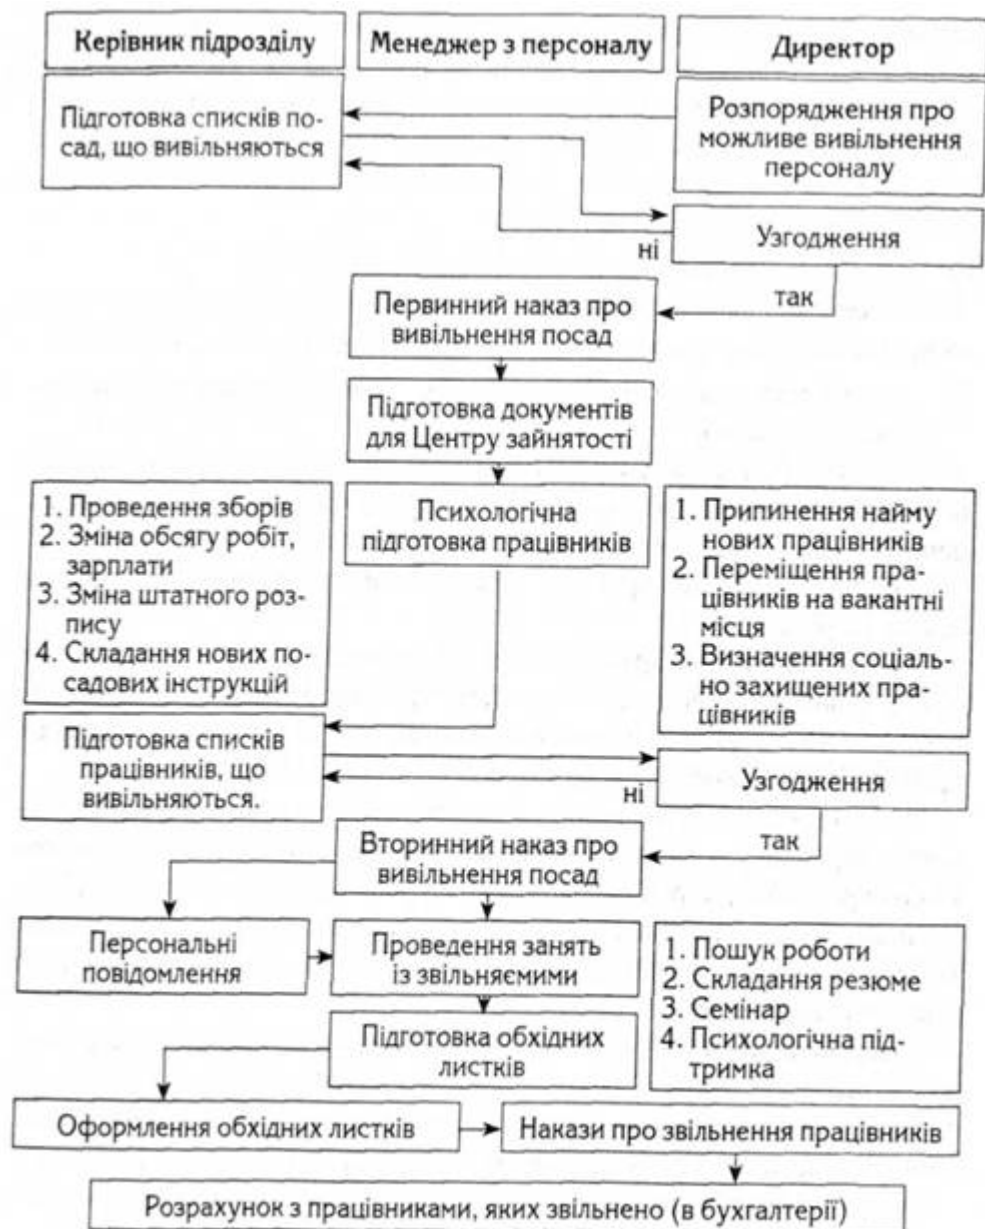 Керівник підрозділу
Менеджер з персоналу
Директор
Підготовка списків по-
сад, що вивільняються
Розпорядження про
можливе вивільнення
персоналу
ні
Узгодження
так
Первинний наказ про
вивільнення посад
Підготовка документів
для Центру зайнятості
1. Проведення зборів
2. Зміна обсягу робіт,
зарплати
3. Зміна штатного роз-
пису
4. Складання нових по-
садових інструкцій
Психологічна
підготовка працівників
1. Припинення найму
нових працівників
2. Переміщення пра-
цівників на вакантні
місця
3. Визначення соціаль-
но захищених пра-
цівників
Підготовка списків
працівників, що
вивільняються.
ні
Узгодження
так
Вторинний наказ про
вивільнення посад
Персональні
повідомлення
Проведення занять
із звільняємими
1. Пошук роботи
2. Складання резюме
3. Семінар
4. Психологічна під-
тримка
Підготовка обхідних
листків
Оформлення обхідних листків
Накази про звільнення працівників
Розрахунок з працівниками, яких звільнено (в бухгалтерії)